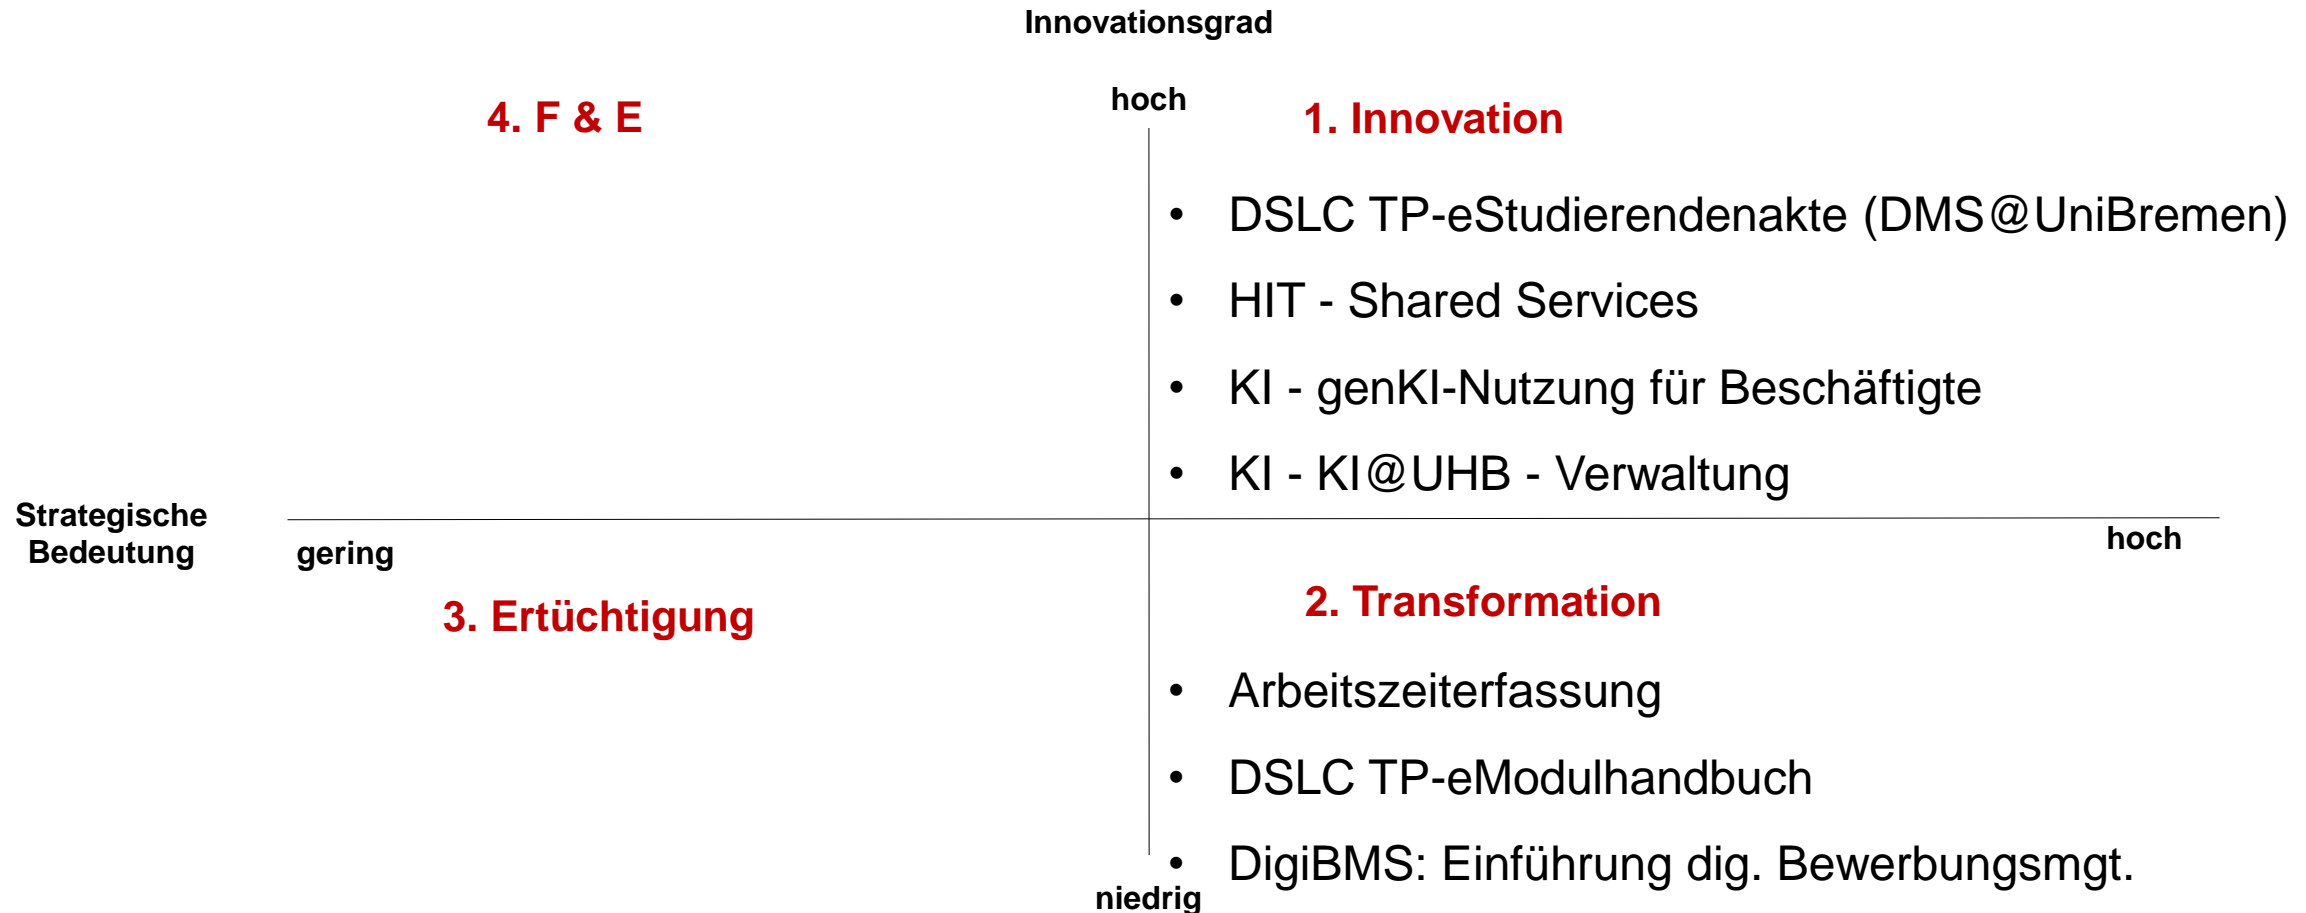 Innovationsgrad
hoch
4. F & E
1. Innovation
• DSLC TP-eStudierendenakte (DMS@UniBremen)
• HIT - Shared Services
• KI - genKI-Nutzung für Beschäftigte
• KI - KI@UHB - Verwaltung
Strategische
Bedeutung
gering
hoch
3. Ertüchtigung
2. Transformation
• Arbeitszeiterfassung
• DSLC TP-eModulhandbuch
• DigiBMS: Einführung dig. Bewerbungsmgt.
niedrig